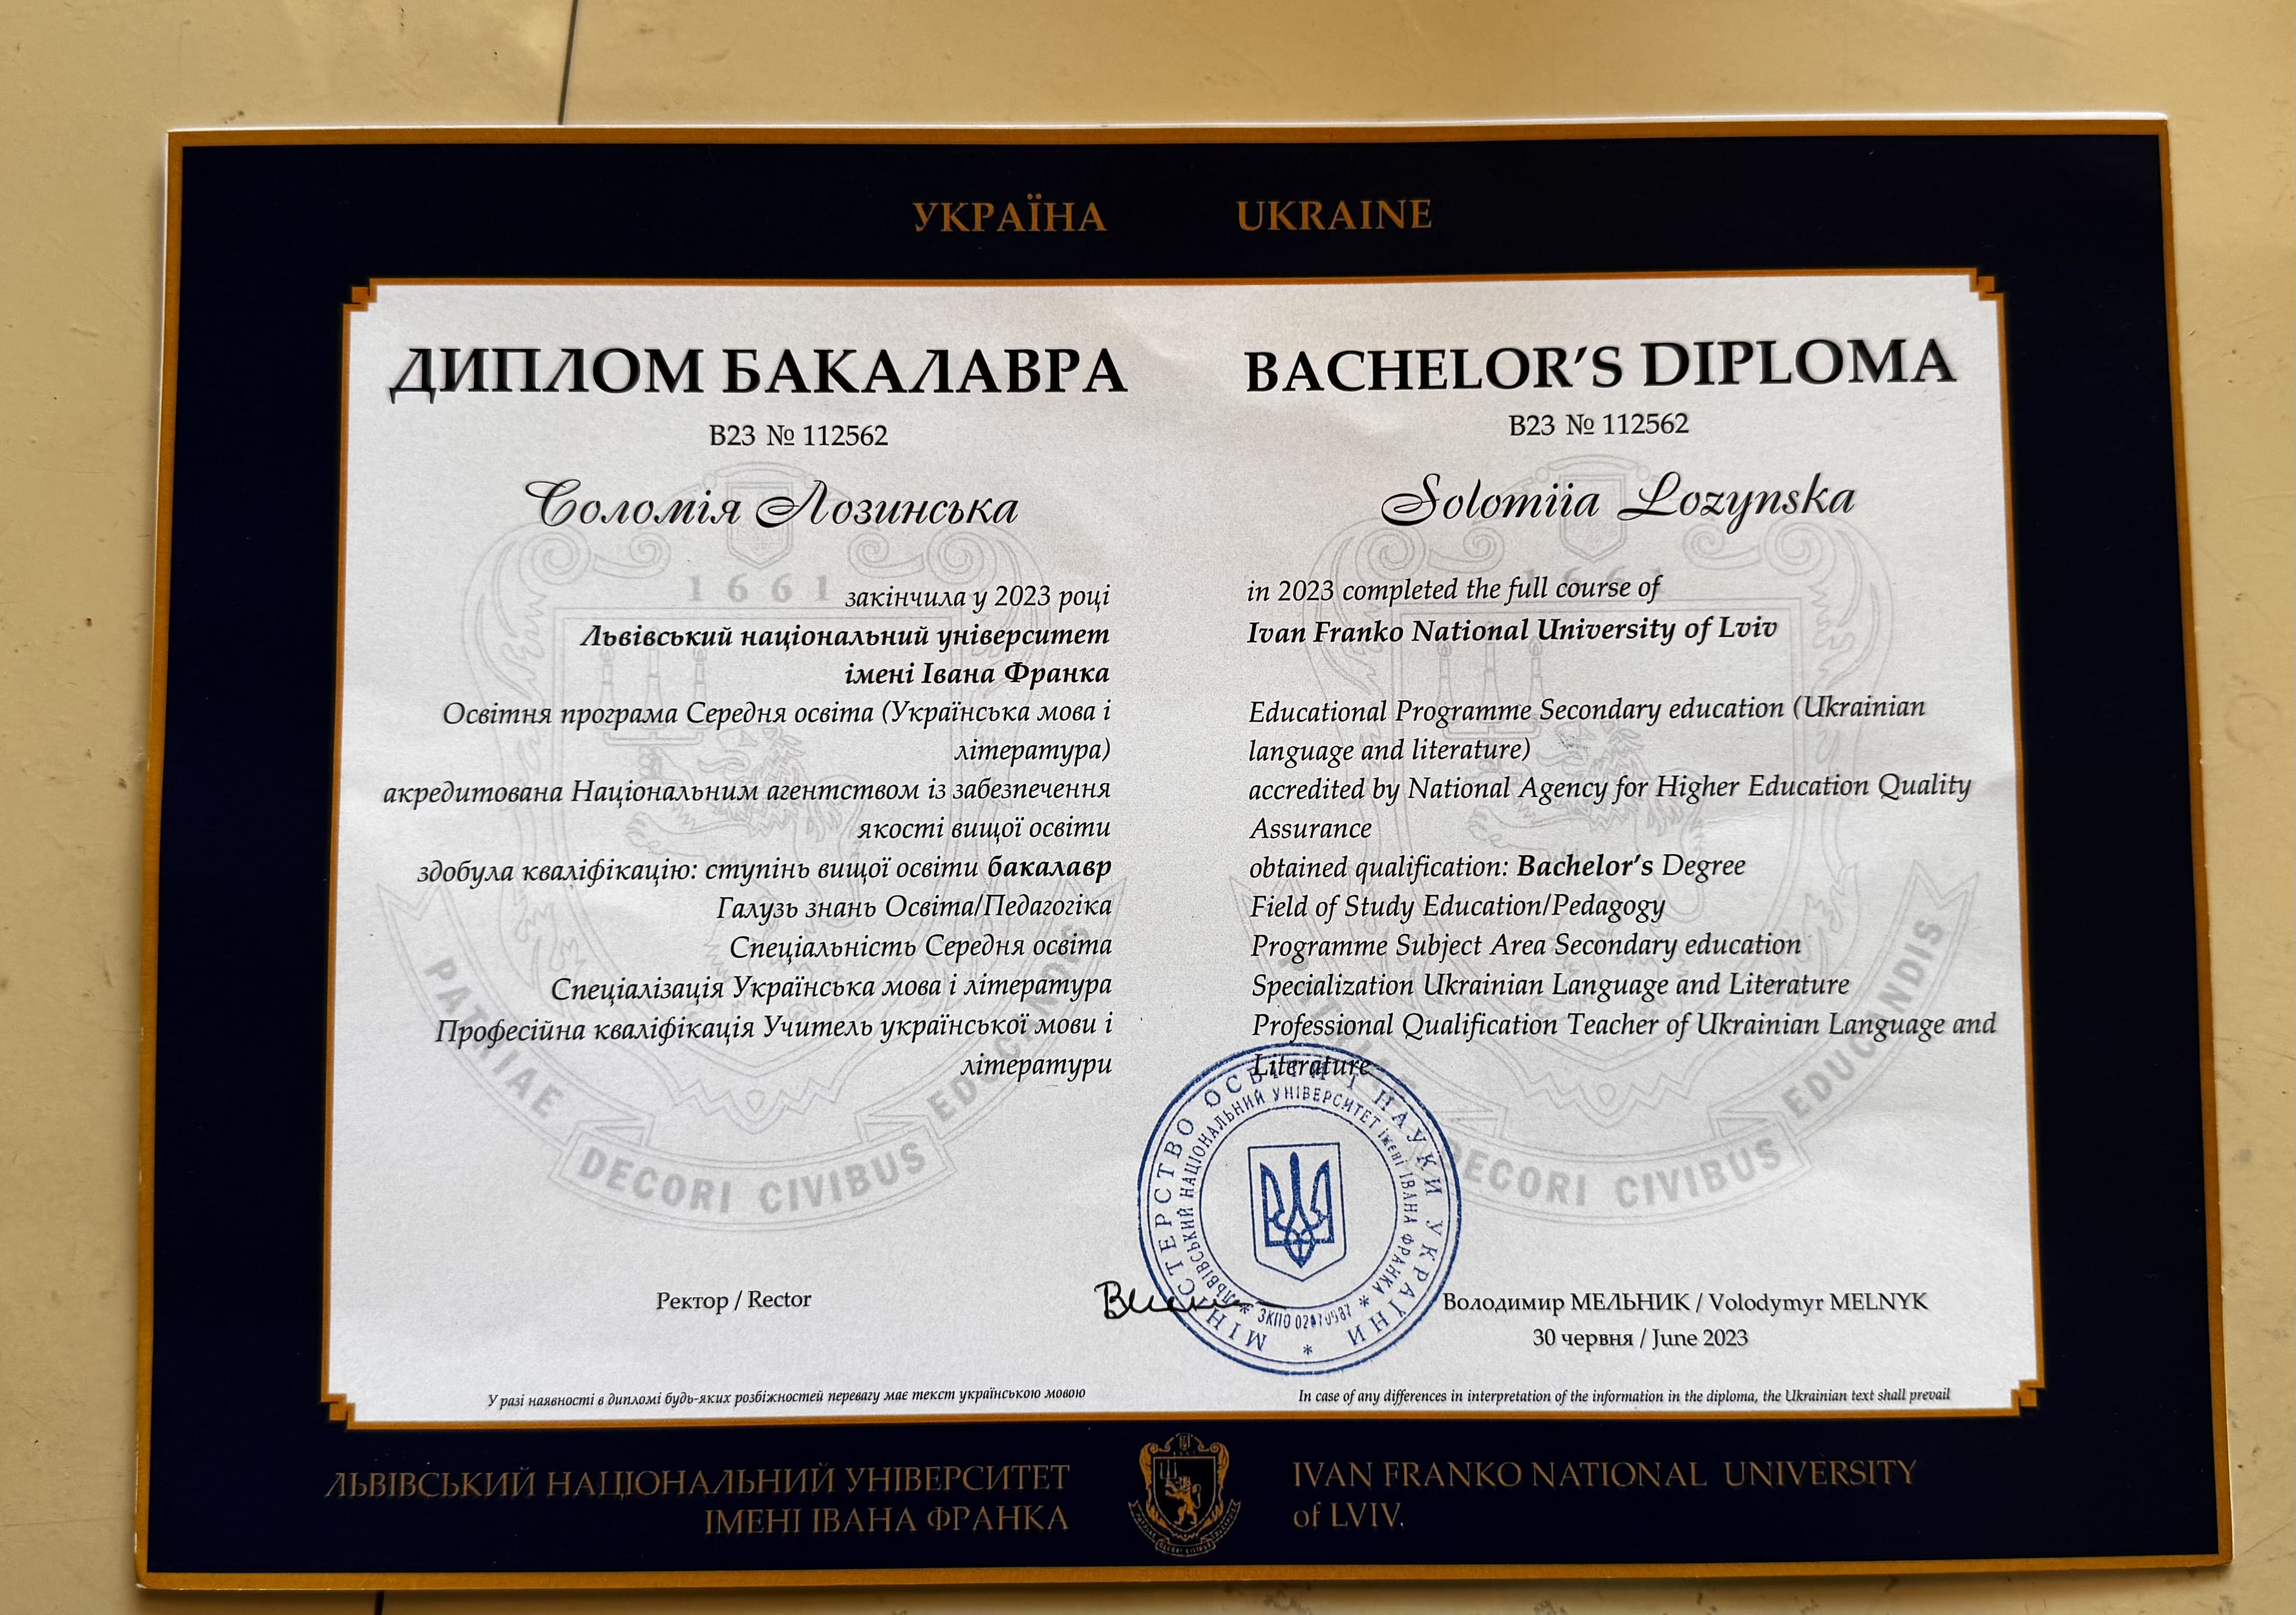 УКРАЇНА
UKRAINE
ДИПЛОМ БАКАЛАВРА
В23 № 112562
Соломія Лозинська
1661
закінчила у 2023 році
Львівський національний університет
імені Івана Франка
Освітня програма Середня освіта (Українська мова і
література)
акредитована Національним агентством із забезпечення
якості вищої освіти
здобула кваліфікацію: ступінь вищої освіти бакалавр
Галузь знань Освіта/Педагогіка
Спеціальність Середня освіта
Спеціалізація Українська мова і література
Професійна кваліфікація Учитель української мови і
літератури
PATRIAE DECORI CIVIBUS EDUCANDIS
BACHELOR’S DIPLOMA
B23 № 112562
Solomiia Lozynska
in 2023 completed the full course of
Ivan Franko National University of Lviv
Educational Programme Secondary education (Ukrainian
language and literature)
accredited by National Agency for Higher Education Quality
Assurance
obtained qualification: Bachelor’s Degree
Field of Study Education/Pedagogy
Programme Subject Area Secondary education
Specialization Ukrainian Language and Literature
Professional Qualification Teacher of Ukrainian Language and
Literature
DECORI CIVIBUS EDUCANDIS
МІНІСТЕРСТВО ОСВІТИ І НАУКИ УКРАЇНИ *
* ЛЬВІВСЬКИЙ НАЦІОНАЛЬНИЙ УНІВЕРСИТЕТ імені ІВАНА ФРАНКА *
ЗКПО
Ректор / Rector
Володимир МЕЛЬНИК / Volodymyr MELNYK
30 червня / June 2023
У разі наявності в дипломі будь-яких розбіжностей перевагу має текст українською мовою
In case of any differences in interpretation of the information in the diploma, the Ukrainian text shall prevail
ЛЬВІВСЬКИЙ НАЦІОНАЛЬНИЙ УНІВЕРСИТЕТ
ІМЕНІ ІВАНА ФРАНКА
IVAN FRANKO NATIONAL UNIVERSITY
of LVIV.